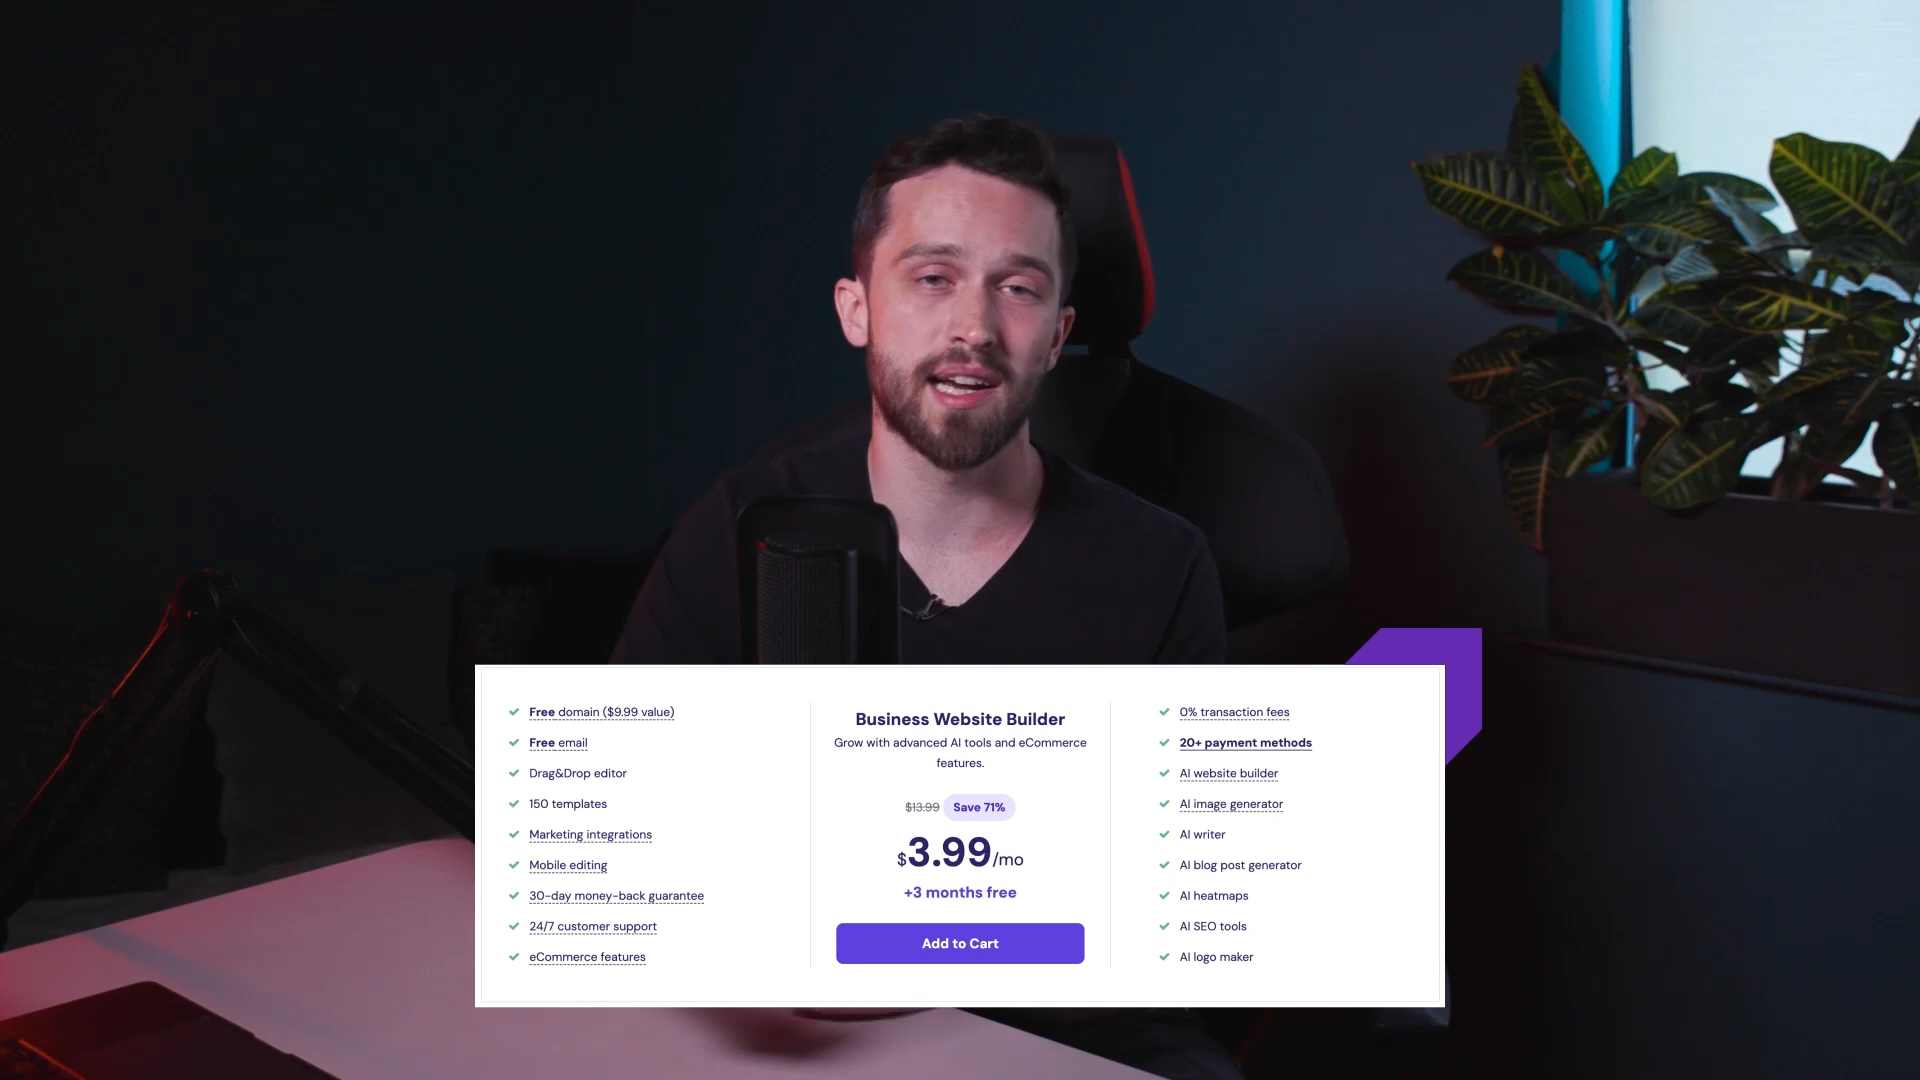 Free domain ($9.99 value)
Free email
Drag&Drop editor
150 templates
Marketing integrations
Mobile editing
30-day money-back guarantee
24/7 customer support
eCommerce features
Business Website Builder
Grow with advanced AI tools and eCommerce
features.
$13.99 Save 71%
$3.99/mo
+3 months free
Add to Cart
0% transaction fees
20+ payment methods
AI website builder
AI image generator
AI writer
AI blog post generator
AI heatmaps
AI SEO tools
AI logo maker